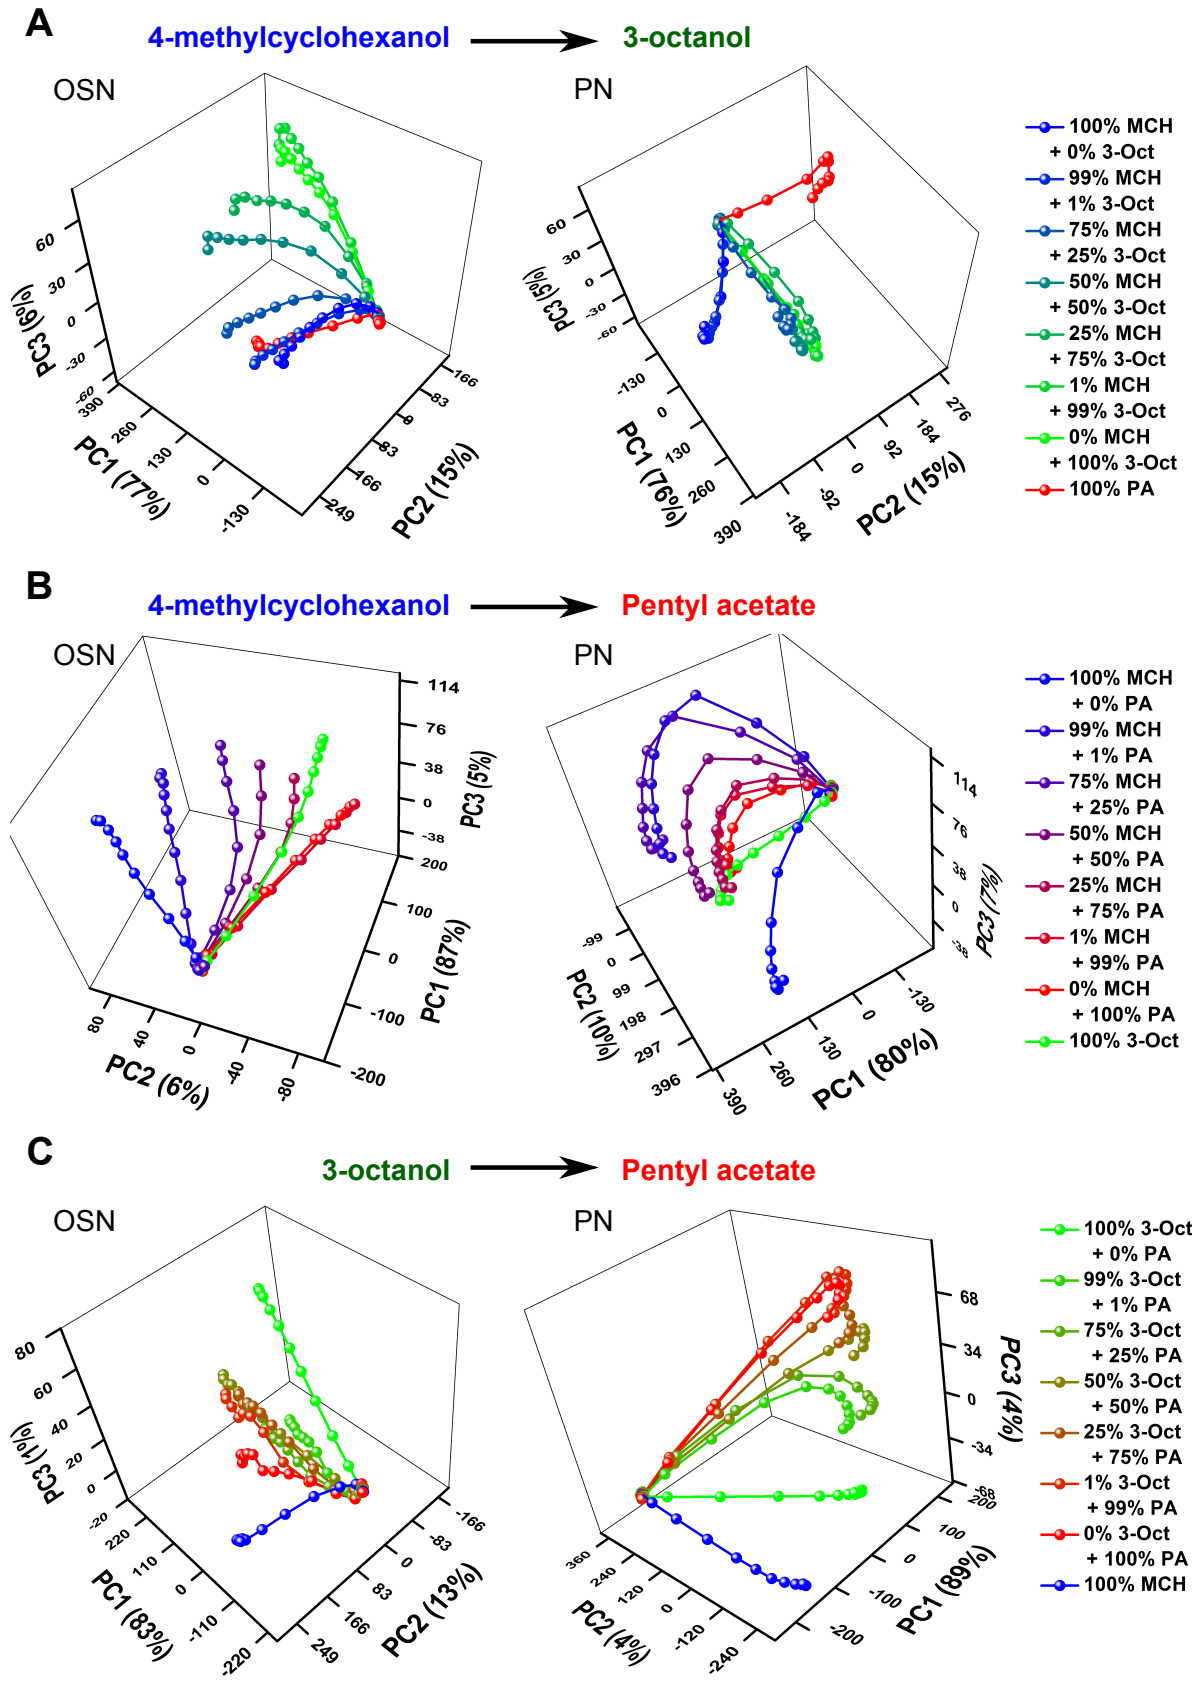 A
4-methylcyclohexanol
3-octanol
OSN
PN
60
30
0
-30
-60
PC3 (6%)
390
260
130
0
-130
PC1 (77%)
-166
-83
0
83
166
249
PC2 (15%)
60
30
0
-30
-60
PC3 (5%)
-130
0
130
260
390
PC1 (76%)
-184
-92
0
92
184
276
PC2 (15%)
100% MCH
+ 0% 3-Oct
99% MCH
+ 1% 3-Oct
75% MCH
+ 25% 3-Oct
50% MCH
+ 50% 3-Oct
25% MCH
+ 75% 3-Oct
1% MCH
+ 99% 3-Oct
0% MCH
+ 100% 3-Oct
100% PA
B
4-methylcyclohexanol
Pentyl acetate
OSN
PN
114
76
38
0
-38
PC3 (5%)
200
100
0
-100
-200
PC1 (87%)
80
40
0
-40
-80
PC2 (6%)
114
76
38
0
-38
PC3 (7%)
-99
0
99
198
297
396
PC2 (10%)
390
260
130
0
-130
PC1 (80%)
100% MCH
+ 0% PA
99% MCH
+ 1% PA
75% MCH
+ 25% PA
50% MCH
+ 50% PA
25% MCH
+ 75% PA
1% MCH
+ 99% PA
0% MCH
+ 100% PA
100% 3-Oct
C
3-octanol
Pentyl acetate
OSN
PN
80
60
40
20
0
-20
PC3 (1%)
220
110
0
-110
-220
PC1 (83%)
-166
-83
0
83
166
249
PC2 (13%)
68
34
0
-34
-68
PC3 (4%)
360
240
120
0
-120
-240
PC2 (4%)
200
100
0
-100
-200
PC1 (89%)
100% 3-Oct
+ 0% PA
99% 3-Oct
+ 1% PA
75% 3-Oct
+ 25% PA
50% 3-Oct
+ 50% PA
25% 3-Oct
+ 75% PA
1% 3-Oct
+ 99% PA
0% 3-Oct
+ 100% PA
100% MCH